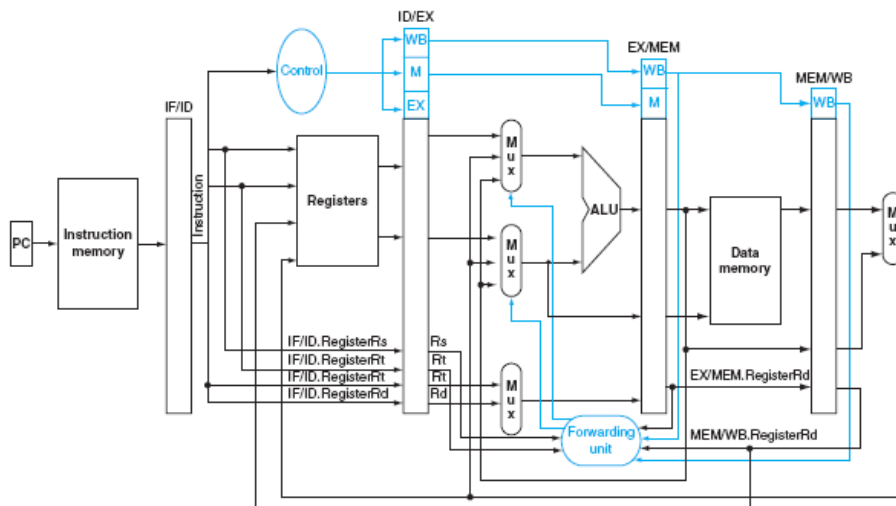 ID/EX
WB
EX/MEM
Control
M
WB
MEM/WB
IF/ID
EX
M
WB
M
u
x
Instruction
Registers
ALU
PC
Instruction
memory
M
u
x
Data
memory
M
u
x
IF/ID.RegisterRs
Rs
IF/ID.RegisterRt
Rt
IF/ID.RegisterRt
Rt
IF/ID.RegisterRd
Rd
M
u
x
EX/MEM.RegisterRd
Forwarding
unit
MEM/WB.RegisterRd